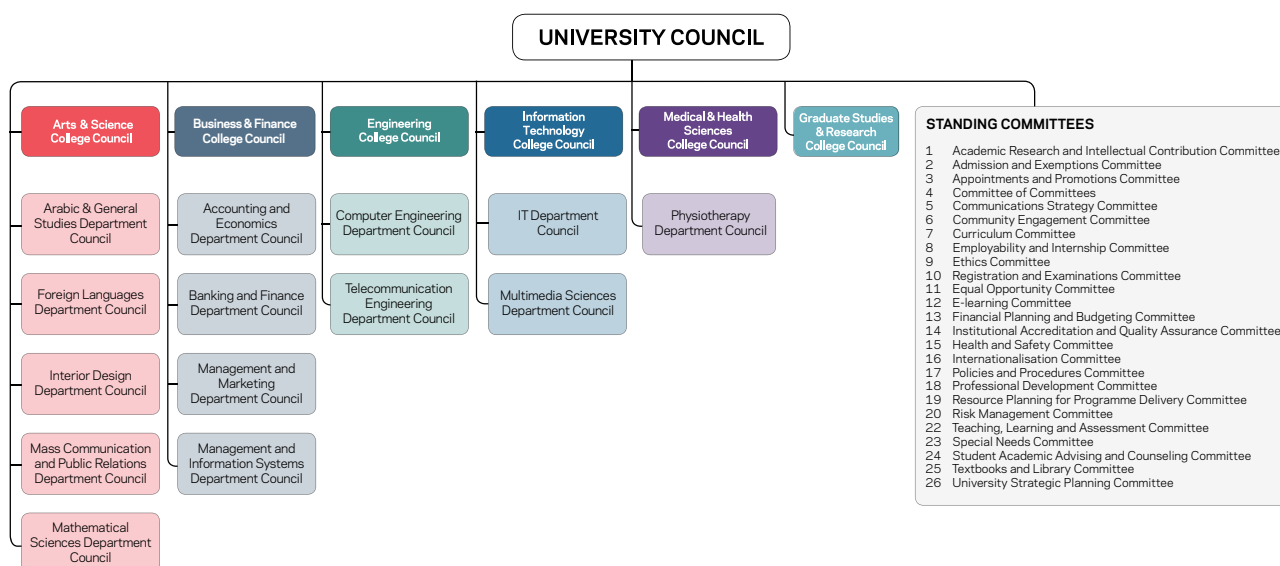 UNIVERSITY COUNCIL
Arts & Science
College Council
Business & Finance
College Council
Engineering
College Council
Information
Technology
College Council
Medical & Health
Sciences
College Council
Graduate Studies
& Research
College Council
Arabic & General
Studies Department
Council
Foreign Languages
Department Council
Interior Design
Department Council
Mass Communication
and Public Relations
Department Council
Mathematical
Sciences Department
Council
Accounting and
Economics
Department Council
Banking and Finance
Department Council
Management and
Marketing
Department Council
Management and
Information Systems
Department Council
Computer Engineering
Department Council
Telecommunication
Engineering
Department Council
IT Department
Council
Multimedia Sciences
Department Council
Physiotherapy
Department Council
STANDING COMMITTEES
1 Academic Research and Intellectual Contribution Committee
2 Admission and Exemptions Committee
3 Appointments and Promotions Committee
4 Committee of Committees
5 Communications Strategy Committee
6 Community Engagement Committee
7 Curriculum Committee
8 Employability and Internship Committee
9 Ethics Committee
10 Registration and Examinations Committee
11 Equal Opportunity Committee
12 E-learning Committee
13 Financial Planning and Budgeting Committee
14 Institutional Accreditation and Quality Assurance Committee
15 Health and Safety Committee
16 Internationalisation Committee
17 Policies and Procedures Committee
18 Professional Development Committee
19 Resource Planning for Programme Delivery Committee
20 Risk Management Committee
22 Teaching, Learning and Assessment Committee
23 Special Needs Committee
24 Student Academic Advising and Counseling Committee
25 Textbooks and Library Committee
26 University Strategic Planning Committee